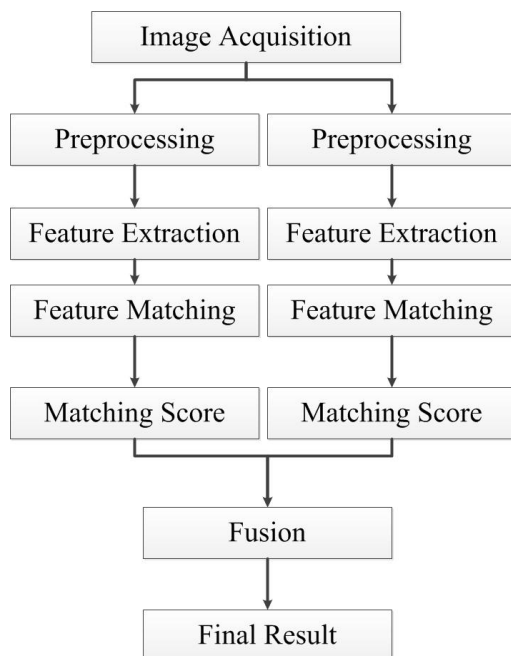 Image Acquisition
Preprocessing
Preprocessing
Feature Extraction
Feature Extraction
Feature Matching
Feature Matching
Matching Score
Matching Score
Fusion
Final Result